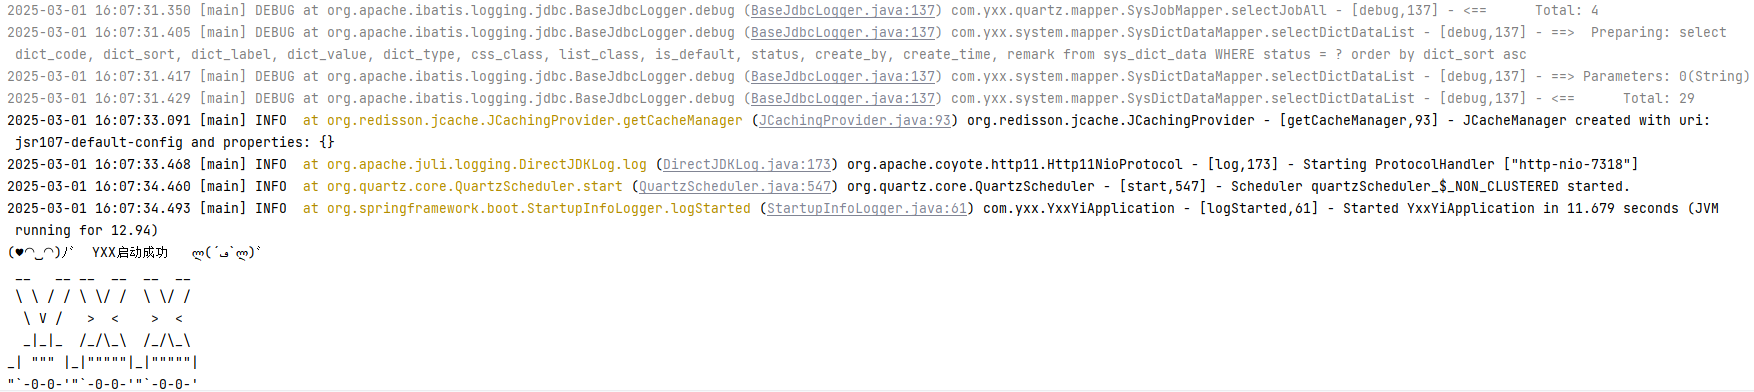 2025-03-01 16:07:31.350 [main] DEBUG at org.apache.ibatis.logging.jdbc.BaseJdbcLogger.debug (BaseJdbcLogger.java:137) com.yxx.quartz.mapper.SysJobMapper.selectJobAll - [debug,137] - <==      Total: 4
2025-03-01 16:07:31.405 [main] DEBUG at org.apache.ibatis.logging.jdbc.BaseJdbcLogger.debug (BaseJdbcLogger.java:137) com.yxx.system.mapper.SysDictDataMapper.selectDictDataList - [debug,137] - ==>  Preparing: select
 dict_code, dict_sort, dict_label, dict_value, dict_type, css_class, list_class, is_default, status, create_by, create_time, remark from sys_dict_data WHERE status = ? order by dict_sort asc
2025-03-01 16:07:31.417 [main] DEBUG at org.apache.ibatis.logging.jdbc.BaseJdbcLogger.debug (BaseJdbcLogger.java:137) com.yxx.system.mapper.SysDictDataMapper.selectDictDataList - [debug,137] - ==> Parameters: 0(String)
2025-03-01 16:07:31.429 [main] DEBUG at org.apache.ibatis.logging.jdbc.BaseJdbcLogger.debug (BaseJdbcLogger.java:137) com.yxx.system.mapper.SysDictDataMapper.selectDictDataList - [debug,137] - <==      Total: 29
2025-03-01 16:07:33.091 [main] INFO  at org.redisson.jcache.JCachingProvider.getCacheManager (JCachingProvider.java:93) org.redisson.jcache.JCachingProvider - [getCacheManager,93] - JCacheManager created with uri:
 jsr107-default-config and properties: {}
2025-03-01 16:07:33.468 [main] INFO  at org.apache.juli.logging.DirectJDKLog.log (DirectJDKLog.java:173) org.apache.coyote.http11.Http11NioProtocol - [log,173] - Starting ProtocolHandler ["http-nio-7318"]
2025-03-01 16:07:34.460 [main] INFO  at org.quartz.core.QuartzScheduler.start (QuartzScheduler.java:547) org.quartz.core.QuartzScheduler - [start,547] - Scheduler quartzScheduler_$_NON_CLUSTERED started.
2025-03-01 16:07:34.493 [main] INFO  at org.springframework.boot.StartupInfoLogger.logStarted (StartupInfoLogger.java:61) com.yxx.YxxYiApplication - [logStarted,61] - Started YxxYiApplication in 11.679 seconds (JVM
 running for 12.94)
(♥◠‿◠)ﾉﾞ  YXX启动成功   ლ(´ڡ`ლ)ﾞ
 __   __ __  __  __  __
 \ \ / / \ \/ /  \ \/ /
  \ V /   >  <    >  <
  _|_|_  /_/\_\  /_/\_\
_| """ |_|"""""|_|"""""|
"`-0-0-'"`-0-0-'"`-0-0-'